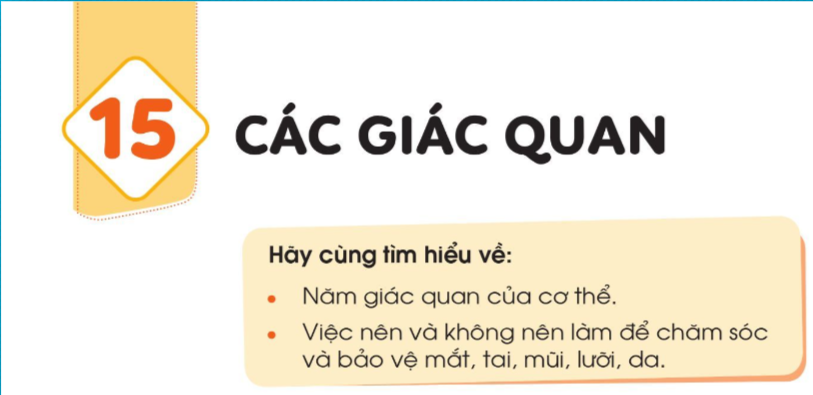 15
CÁC GIÁC QUAN
Hãy cùng tìm hiểu về:
• Năm giác quan của cơ thể.
• Việc nên và không nên làm để chăm sóc
và bảo vệ mắt, tai, mũi, lưỡi, da.